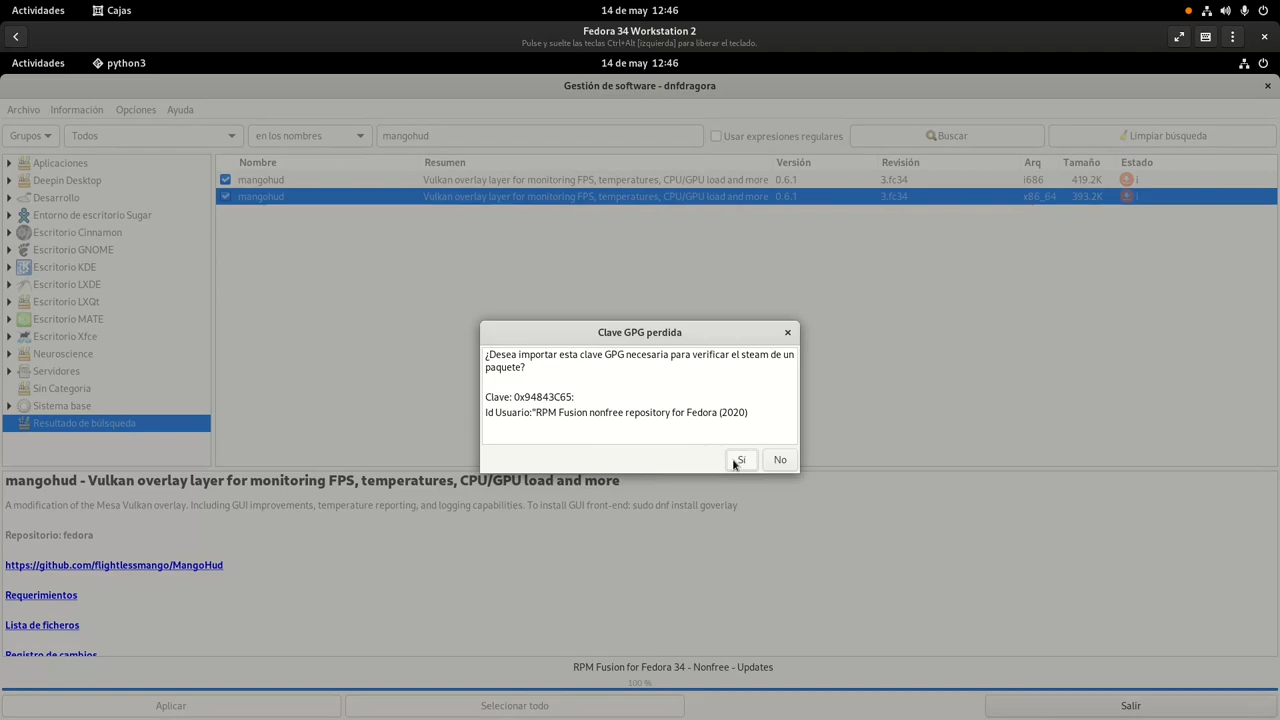 Actividades Cajas 14 de may 12:46
Fedora 34 Workstation 2
Pulse y suelte las teclas Ctrl+Alt [izquierda] para liberar el teclado.
Actividades python3 14 de may 12:46
Gestión de software - dnfdragora
Archivo Información Opciones Ayuda
Grupos Todos en los nombres mangohud Usar expresiones regulares Buscar Limpiar búsqueda
Nombre Resumen Versión Revisión Arq Tamaño Estado
mangohud Vulkan overlay layer for monitoring FPS, temperatures, CPU/GPU load and more 0.6.1 3.fc34 i686 419.2K i
mangohud Vulkan overlay layer for monitoring FPS, temperatures, CPU/GPU load and more 0.6.1 3.fc34 x86_64 393.2K i
Aplicaciones
Deepin Desktop
Desarrollo
Entorno de escritorio Sugar
Escritorio Cinnamon
Escritorio GNOME
Escritorio KDE
Escritorio LXDE
Escritorio LXQt
Escritorio MATE
Escritorio Xfce
Neuroscience
Servidores
Sin Categoria
Sistema base
Resultado de búlsqueda
Clave GPG perdida
¿Desea importar esta clave GPG necesaria para verificar el steam de un
paquete?
Clave: 0x94843C65:
Id Usuario:"RPM Fusion nonfree repository for Fedora (2020)
Si No
mangohud - Vulkan overlay layer for monitoring FPS, temperatures, CPU/GPU load and more
A modification of the Mesa Vulkan overlay. Including GUI improvements, temperature reporting, and logging capabilities. To install GUI front-end: sudo dnf install goverlay
Repositorio: fedora
https://github.com/flightlessmango/MangoHud
Requerimientos
Lista de ficheros
Registro de cambios
RPM Fusion for Fedora 34 - Nonfree - Updates
100 %
Aplicar Selecionar todo Salir